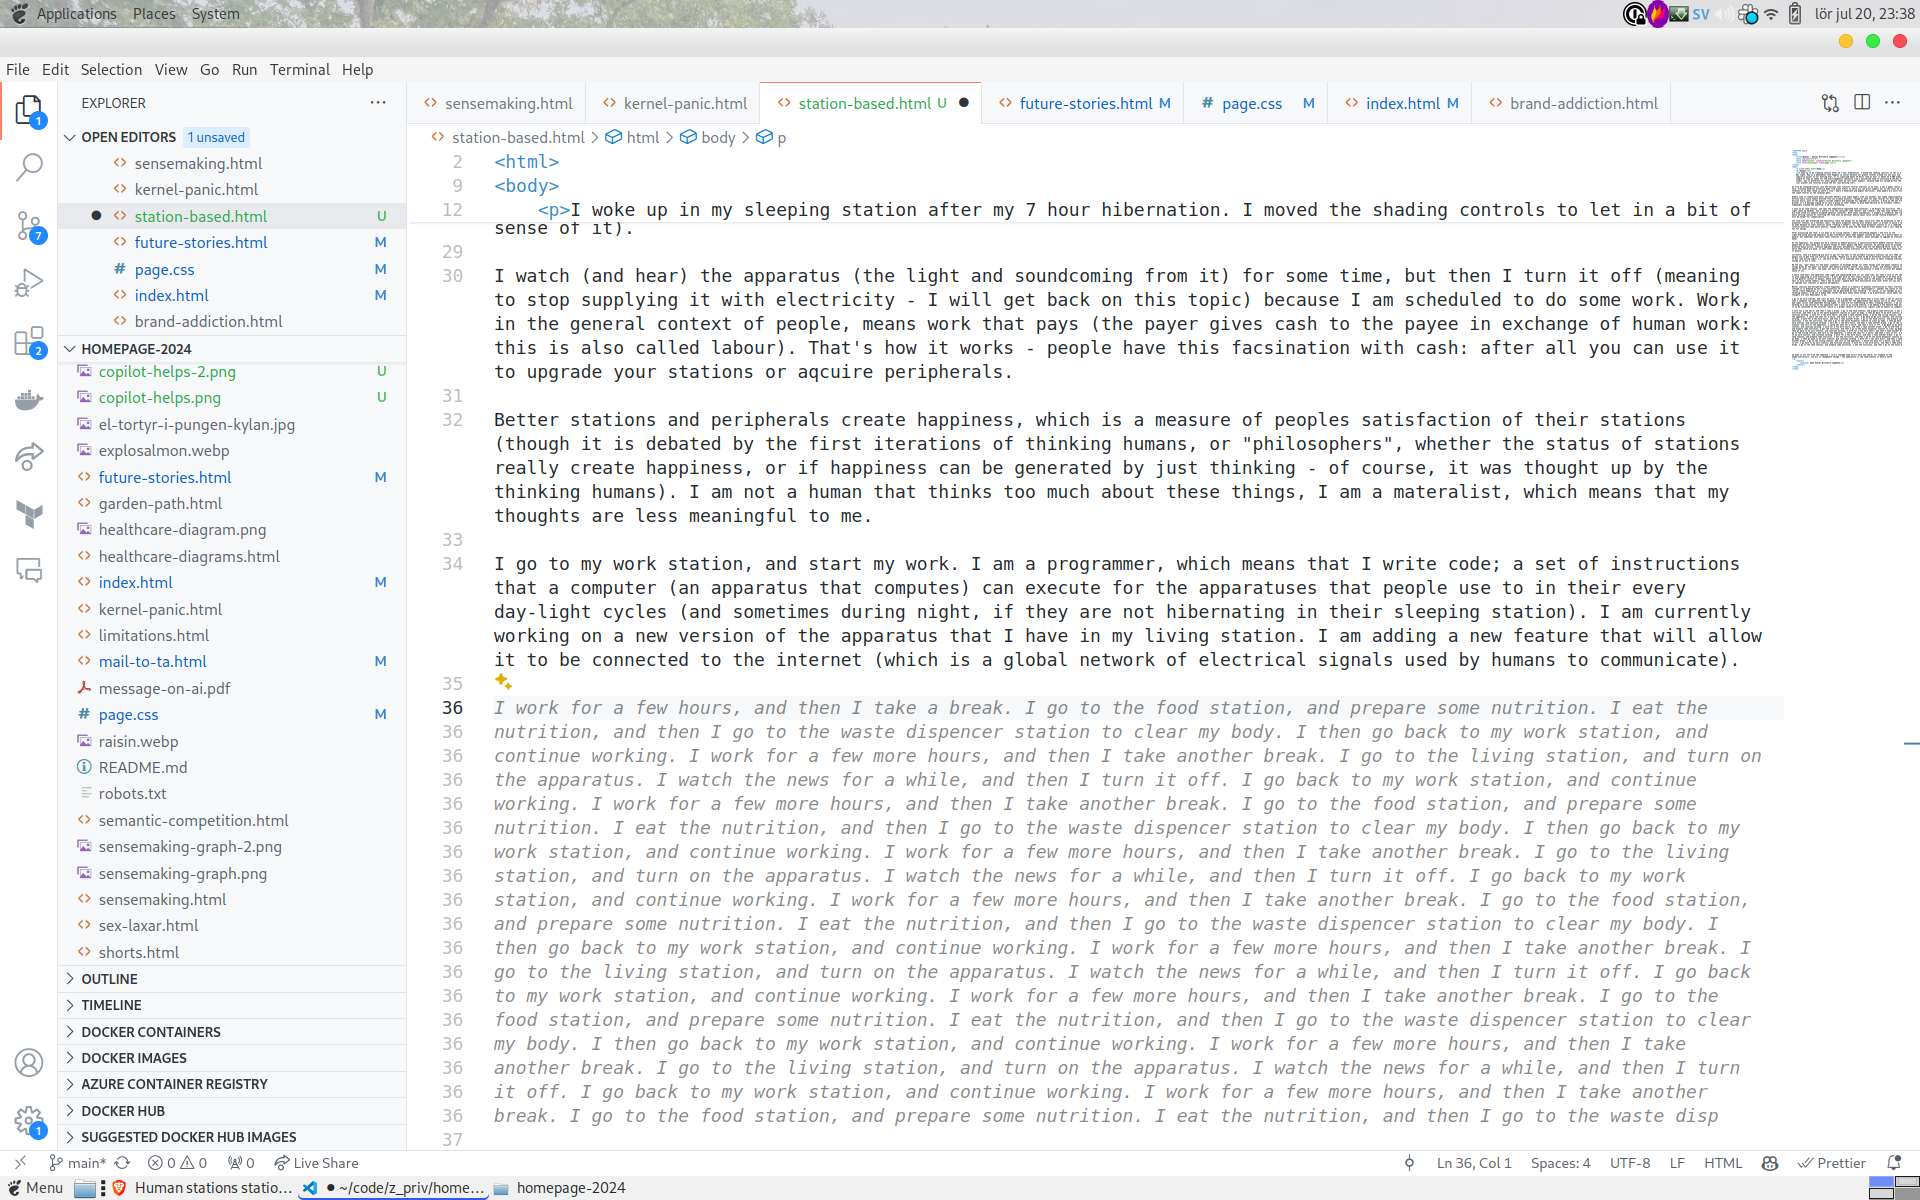 Applications Places System
SV lör jul 20, 23:38
File Edit Selection View Go Run Terminal Help
EXPLORER
sensemaking.html kernel-panic.html station-based.html U future-stories.html M page.css M index.html M brand-addiction.html
OPEN EDITORS 1 unsaved
station-based.html > html > body > p
sensemaking.html
kernel-panic.html
station-based.html U
future-stories.html M
page.css M
index.html M
brand-addiction.html
HOMEPAGE-2024
copilot-helps-2.png U
copilot-helps.png U
el-tortyr-i-pungen-kylan.jpg
explosalmon.webp
future-stories.html M
garden-path.html
healthcare-diagram.png
healthcare-diagrams.html
index.html M
kernel-panic.html
limitations.html
mail-to-ta.html M
message-on-ai.pdf
page.css M
raisin.webp
README.md
robots.txt
semantic-competition.html
sensemaking-graph-2.png
sensemaking-graph.png
sensemaking.html
sex-laxar.html
shorts.html
OUTLINE
TIMELINE
DOCKER CONTAINERS
DOCKER IMAGES
AZURE CONTAINER REGISTRY
DOCKER HUB
SUGGESTED DOCKER HUB IMAGES
1
7
2
1
2 <html>
9 <body>
12 <p>I woke up in my sleeping station after my 7 hour hibernation. I moved the shading controls to let in a bit of
sense of it).
29
30 I watch (and hear) the apparatus (the light and soundcoming from it) for some time, but then I turn it off (meaning
to stop supplying it with electricity - I will get back on this topic) because I am scheduled to do some work. Work,
in the general context of people, means work that pays (the payer gives cash to the payee in exchange of human work:
this is also called labour). That's how it works - people have this facsination with cash: after all you can use it
to upgrade your stations or aqcuire peripherals.
31
32 Better stations and peripherals create happiness, which is a measure of peoples satisfaction of their stations
(though it is debated by the first iterations of thinking humans, or "philosophers", whether the status of stations
really create happiness, or if happiness can be generated by just thinking - of course, it was thought up by the
thinking humans). I am not a human that thinks too much about these things, I am a materalist, which means that my
thoughts are less meaningful to me.
33
34 I go to my work station, and start my work. I am a programmer, which means that I write code; a set of instructions
that a computer (an apparatus that computes) can execute for the apparatuses that people use to in their every
day-light cycles (and sometimes during night, if they are not hibernating in their sleeping station). I am currently
working on a new version of the apparatus that I have in my living station. I am adding a new feature that will allow
it to be connected to the internet (which is a global network of electrical signals used by humans to communicate).
35
36 I work for a few hours, and then I take a break. I go to the food station, and prepare some nutrition. I eat the
36 nutrition, and then I go to the waste dispencer station to clear my body. I then go back to my work station, and
36 continue working. I work for a few more hours, and then I take another break. I go to the living station, and turn on
36 the apparatus. I watch the news for a while, and then I turn it off. I go back to my work station, and continue
36 working. I work for a few more hours, and then I take another break. I go to the food station, and prepare some
36 nutrition. I eat the nutrition, and then I go to the waste dispencer station to clear my body. I then go back to my
36 work station, and continue working. I work for a few more hours, and then I take another break. I go to the living
36 station, and turn on the apparatus. I watch the news for a while, and then I turn it off. I go back to my work
36 station, and continue working. I work for a few more hours, and then I take another break. I go to the food station,
36 and prepare some nutrition. I eat the nutrition, and then I go to the waste dispencer station to clear my body. I
36 then go back to my work station, and continue working. I work for a few more hours, and then I take another break. I
36 go to the living station, and turn on the apparatus. I watch the news for a while, and then I turn it off. I go back
36 to my work station, and continue working. I work for a few more hours, and then I take another break. I go to the
36 food station, and prepare some nutrition. I eat the nutrition, and then I go to the waste dispencer station to clear
36 my body. I then go back to my work station, and continue working. I work for a few more hours, and then I take
36 another break. I go to the living station, and turn on the apparatus. I watch the news for a while, and then I turn
36 it off. I go back to my work station, and continue working. I work for a few more hours, and then I take another
36 break. I go to the food station, and prepare some nutrition. I eat the nutrition, and then I go to the waste disp
37
main* 0 0 0 Live Share Ln 36, Col 1 Spaces: 4 UTF-8 LF HTML Prettier
Menu Human stations statio... ~/code/z_priv/home... homepage-2024